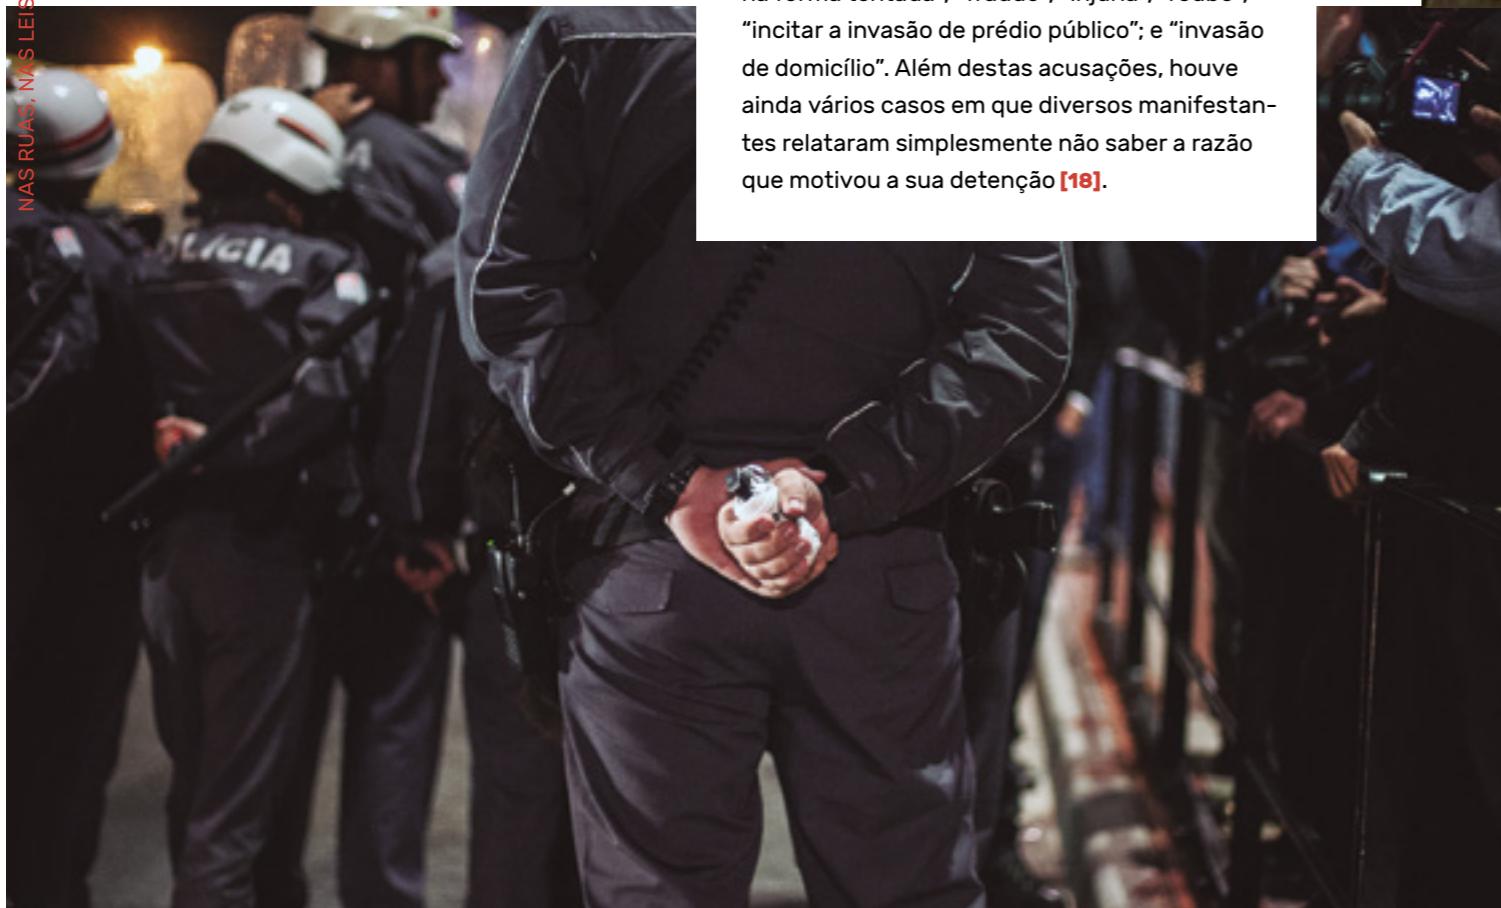 NAS RUAS, NAS LEIS
“incitar a invasão de prédio público”; e “invasão
de domicílio”. Além destas acusações, houve
ainda vários casos em que diversos manifestan-
tes relataram simplesmente não saber a razão
que motivou a sua detenção [18].